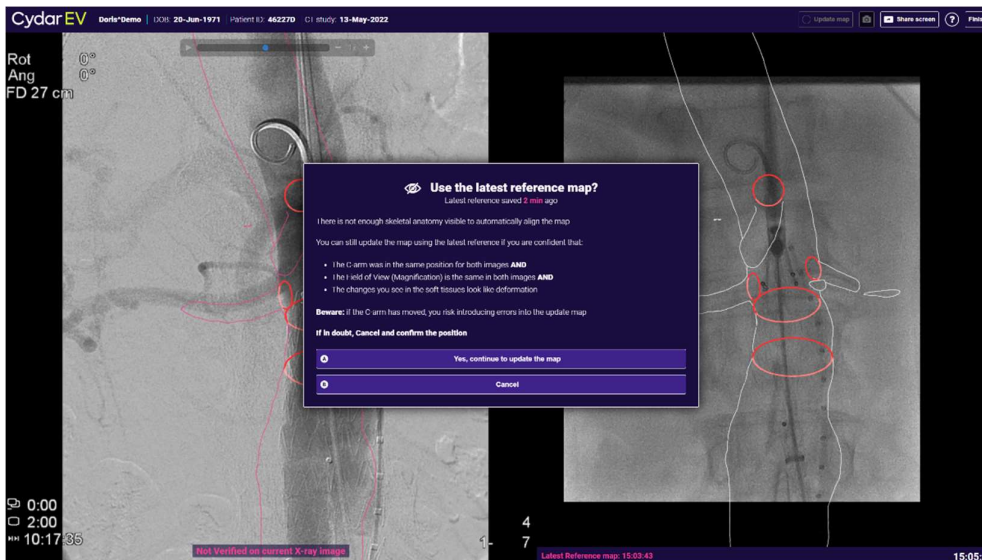 CydarEV Doris*Demo DOB: 20-Jun-1971 Patient ID: 46227D CT study: 13-May-2022 Update map Share screen ? Finis
Rot 0°
Ang 0°
FD 27 cm
Use the latest reference map?
Latest reference saved 2 min ago
There is not enough skeletal anatomy visible to automatically align the map
You can still update the map using the latest reference if you are confident that:
• The C-arm was in the same position for both images AND
• The Field of View (Magnification) is the same in both images AND
• The changes you see in the soft tissues look like deformation
Beware: if the C-arm has moved, you risk introducing errors into the update map
If in doubt, Cancel and confirm the position
A Yes, continue to update the map
B Cancel
0:00
2:00
10:17:35
Not Verified on current X-ray image
4
1- 7
Latest Reference map: 15:03:43
15:05: